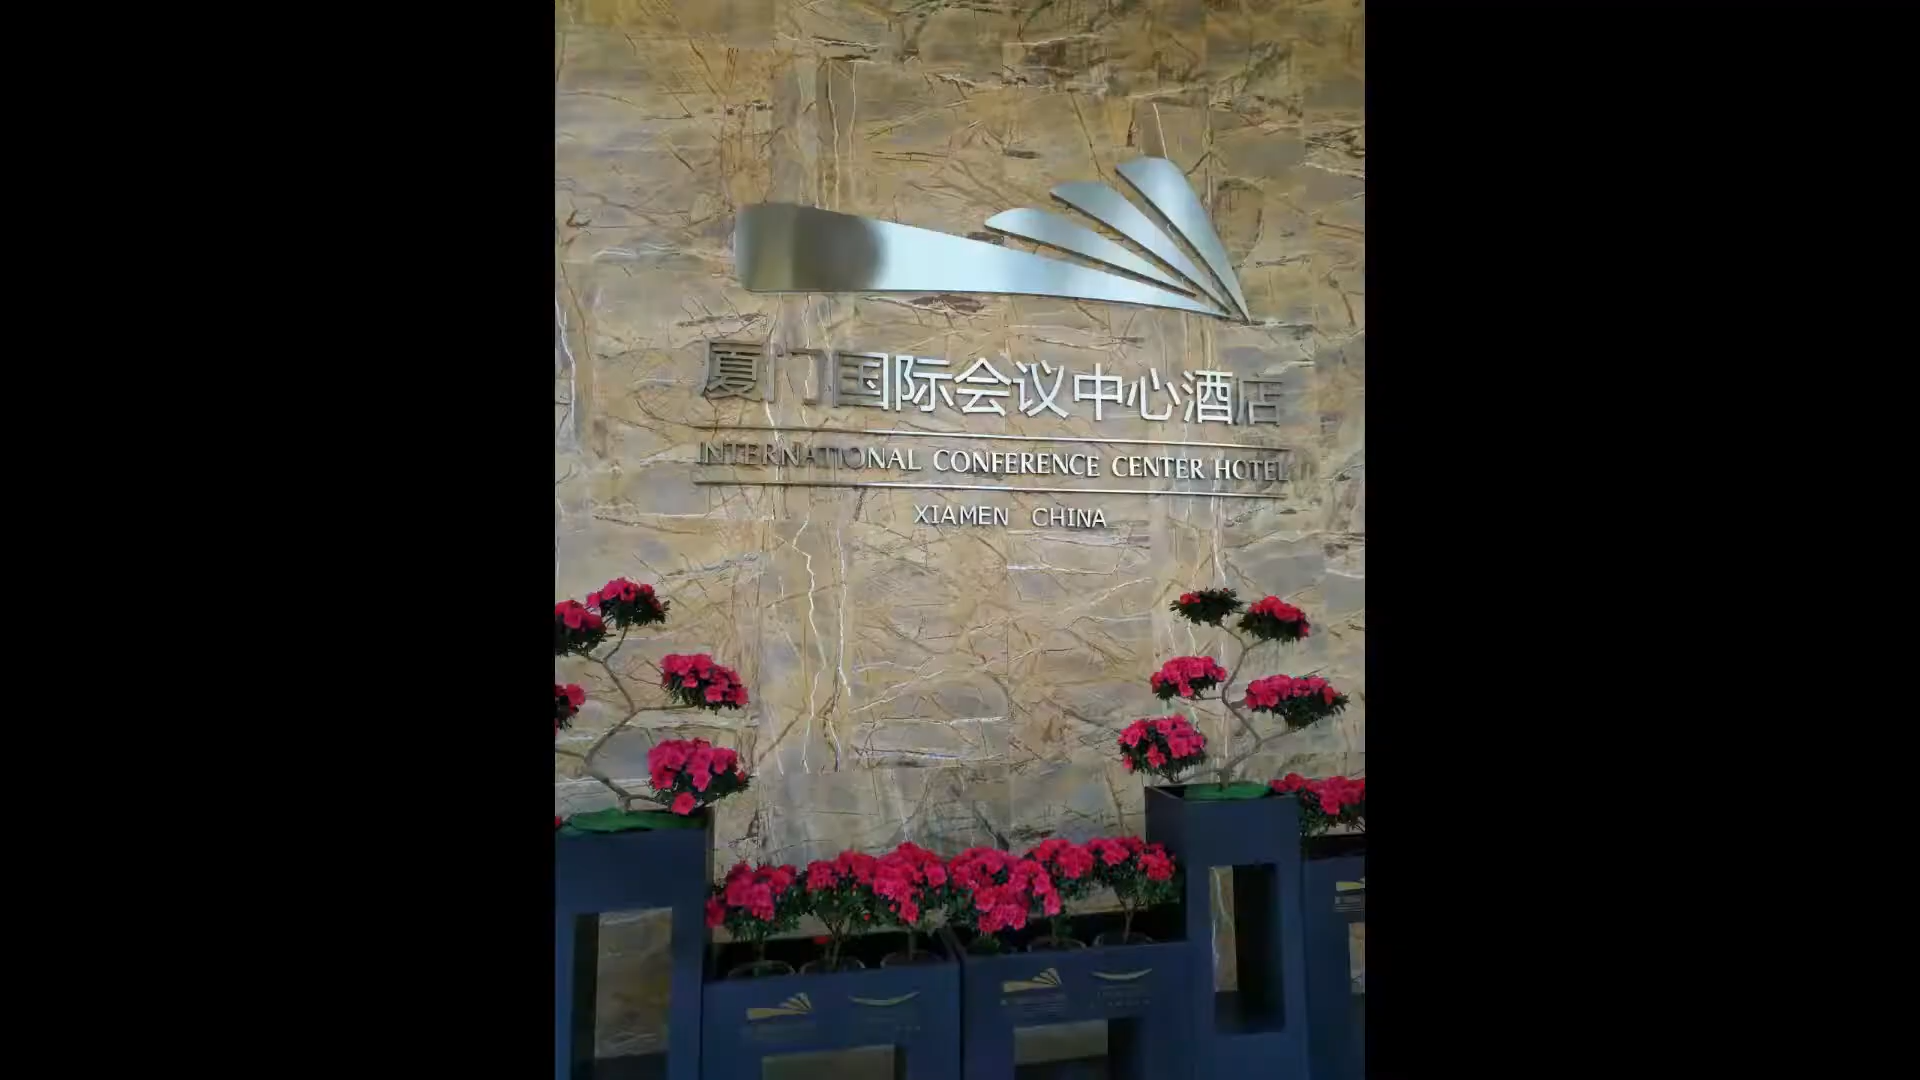 厦门国际会议中心酒店
INTERNATIONAL CONFERENCE CENTER HOTEL
XIAMEN CHINA